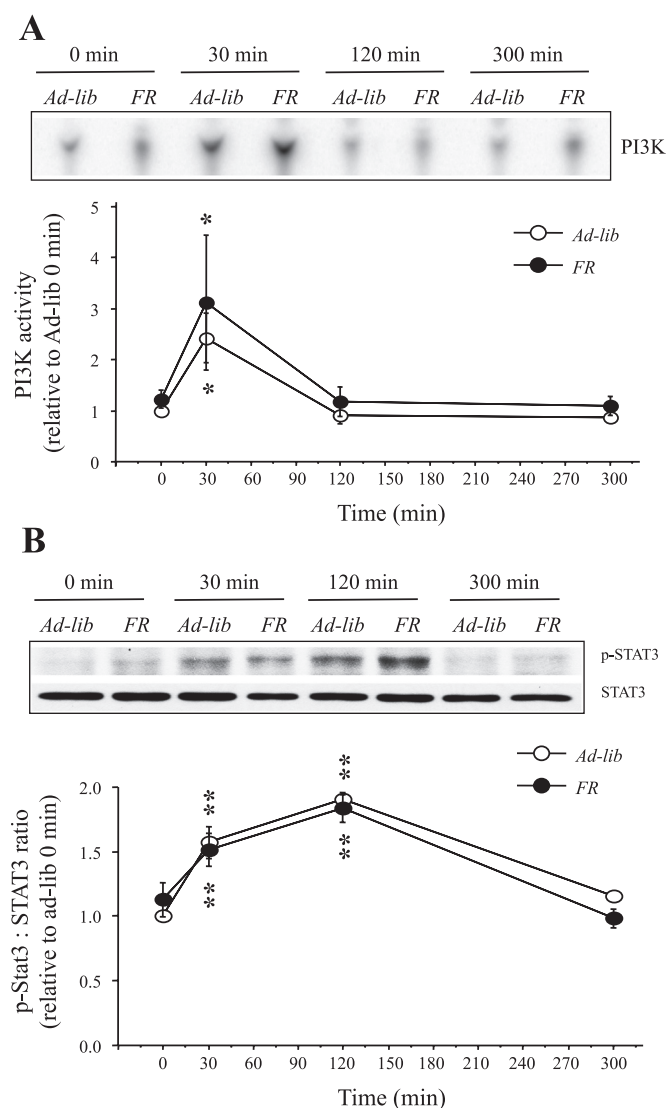 A
0 min 30 min 120 min 300 min
Ad-lib FR Ad-lib FR Ad-lib FR Ad-lib FR
PI3K
PI3K activity
(relative to Ad-lib 0 min)
5
4
3
2
1
0
*
*
Ad-lib
FR
0 30 60 90 120 150 180 210 240 270 300
Time (min)
B
0 min 30 min 120 min 300 min
Ad-lib FR Ad-lib FR Ad-lib FR Ad-lib FR
p-STAT3
STAT3
p-Stat3 : STAT3 ratio
(relative to ad-lib 0 min)
2.0
1.5
1.0
0.5
0.0
**
**
**
**
Ad-lib
FR
0 30 60 90 120 150 180 210 240 270 300
Time (min)